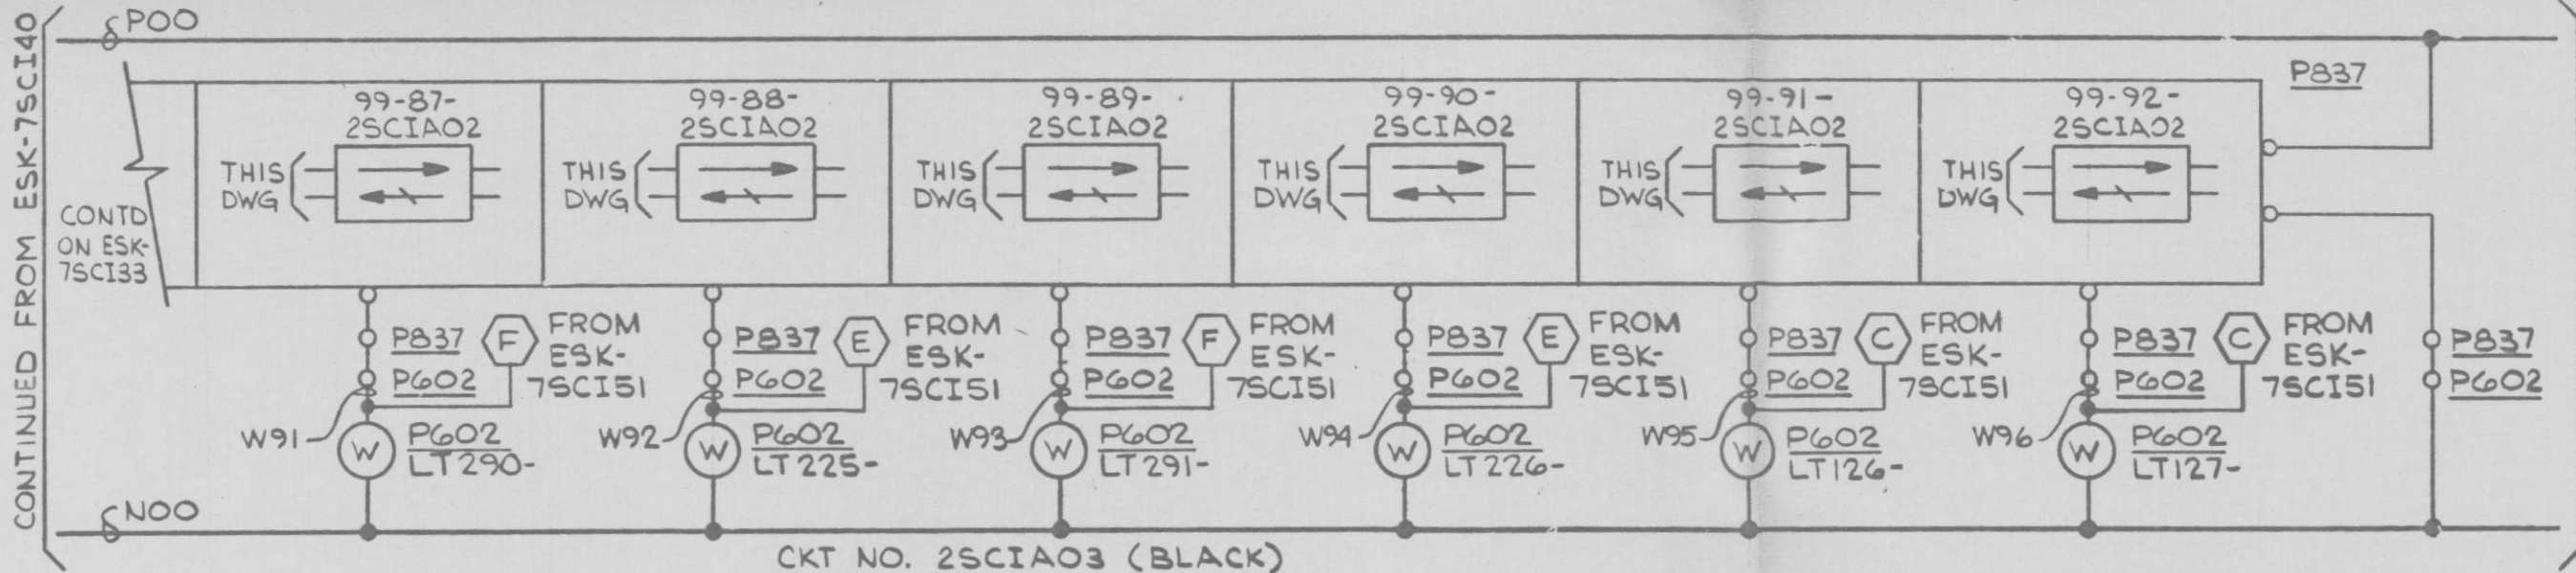 CONTINUED FROM ESK-7SCI40
P00
P837
CONTD
ON ESK-
7SCI33
99-87-
2SCIA02
THIS
DWG
99-88-
2SCIA02
THIS
DWG
99-89-
2SCIA02
THIS
DWG
99-90-
2SCIA02
THIS
DWG
99-91-
2SCIA02
THIS
DWG
99-92-
2SCIA02
THIS
DWG
P837
P602
F
FROM
ESK-
7SCI51
W91
W
P602
LT290-
P837
P602
E
FROM
ESK-
7SCI51
W92
W
P602
LT225-
P837
P602
F
FROM
ESK-
7SCI51
W93
W
P602
LT291-
P837
P602
E
FROM
ESK-
7SCI51
W94
W
P602
LT226-
P837
P602
C
FROM
ESK-
7SCI51
W95
W
P602
LT126-
P837
P602
C
FROM
ESK-
7SCI51
W96
W
P602
LT127-
P837
P602
N00
CKT NO. 2SCIA03 (BLACK)